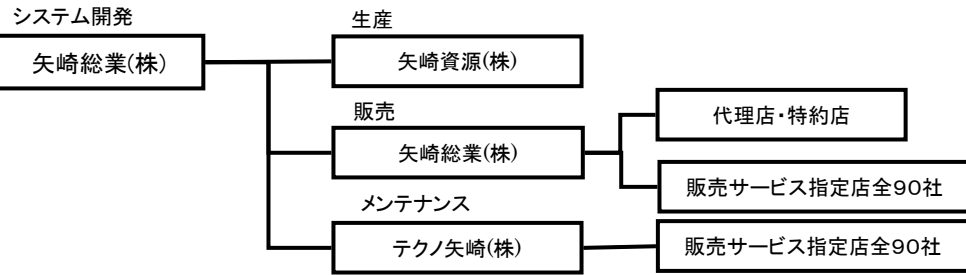 システム開発
矢崎総業(株)
生産
矢崎資源(株)
販売
矢崎総業(株)
代理店・特約店
販売サービス指定店全90社
メンテナンス
テクノ矢崎(株)
販売サービス指定店全90社